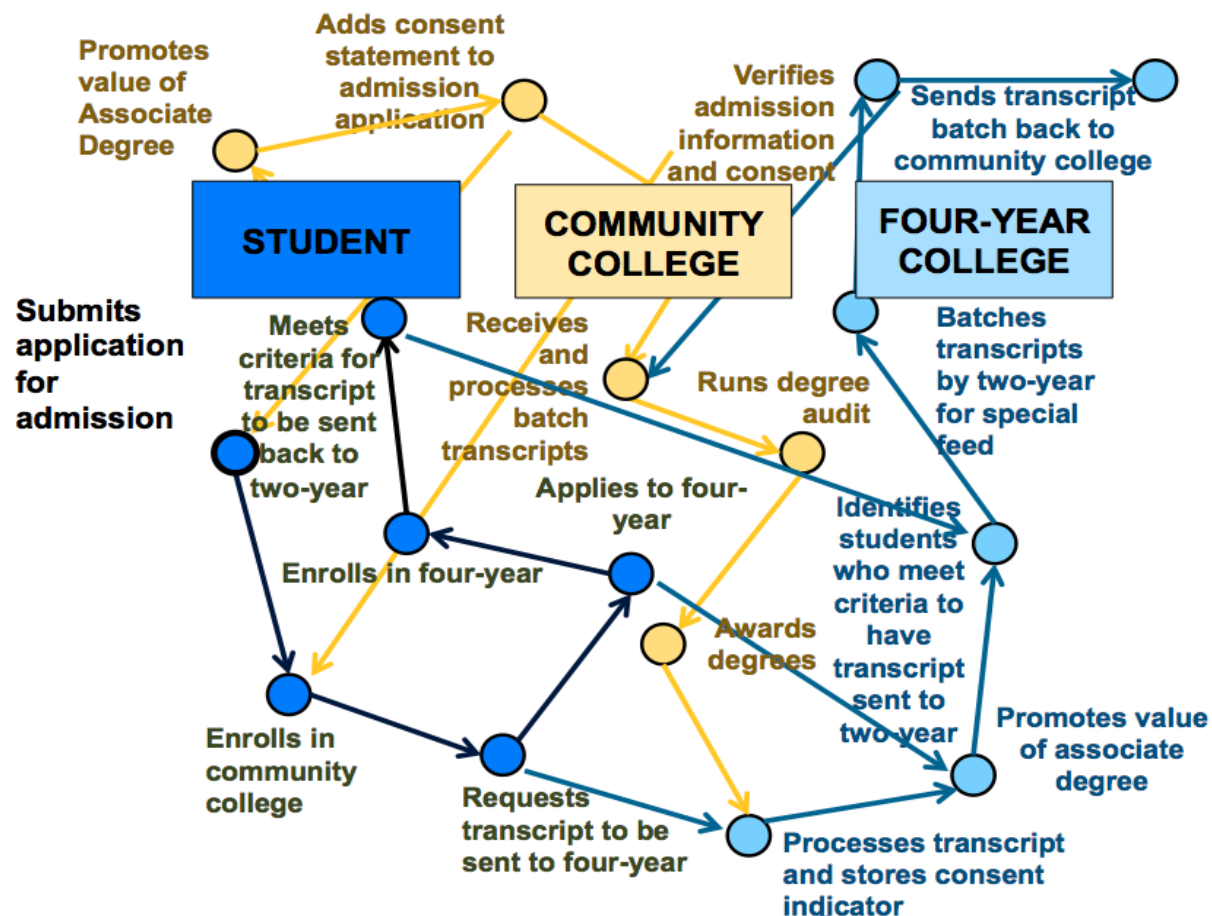 Promotes
value of
Associate
Degree
Adds consent
statement to
admission
application
Verifies
admission
information
and consent
Sends transcript
batch back to
community college
STUDENT
COMMUNITY
COLLEGE
FOUR-YEAR
COLLEGE
Submits
application
for
admission
Meets
criteria for
transcript
to be sent
back to
two-year
Receives
and
processes
batch
transcripts
Runs degree
audit
Batches
transcripts
by two-year
for special
feed
Applies to four-
year
Enrolls in four-year
Identifies
students
who meet
criteria to
have
transcript
sent to
two-year
Awards
degrees
Enrolls in
community
college
Requests
transcript to be
sent to four-year
Promotes value
of associate
degree
Processes transcript
and stores consent
indicator